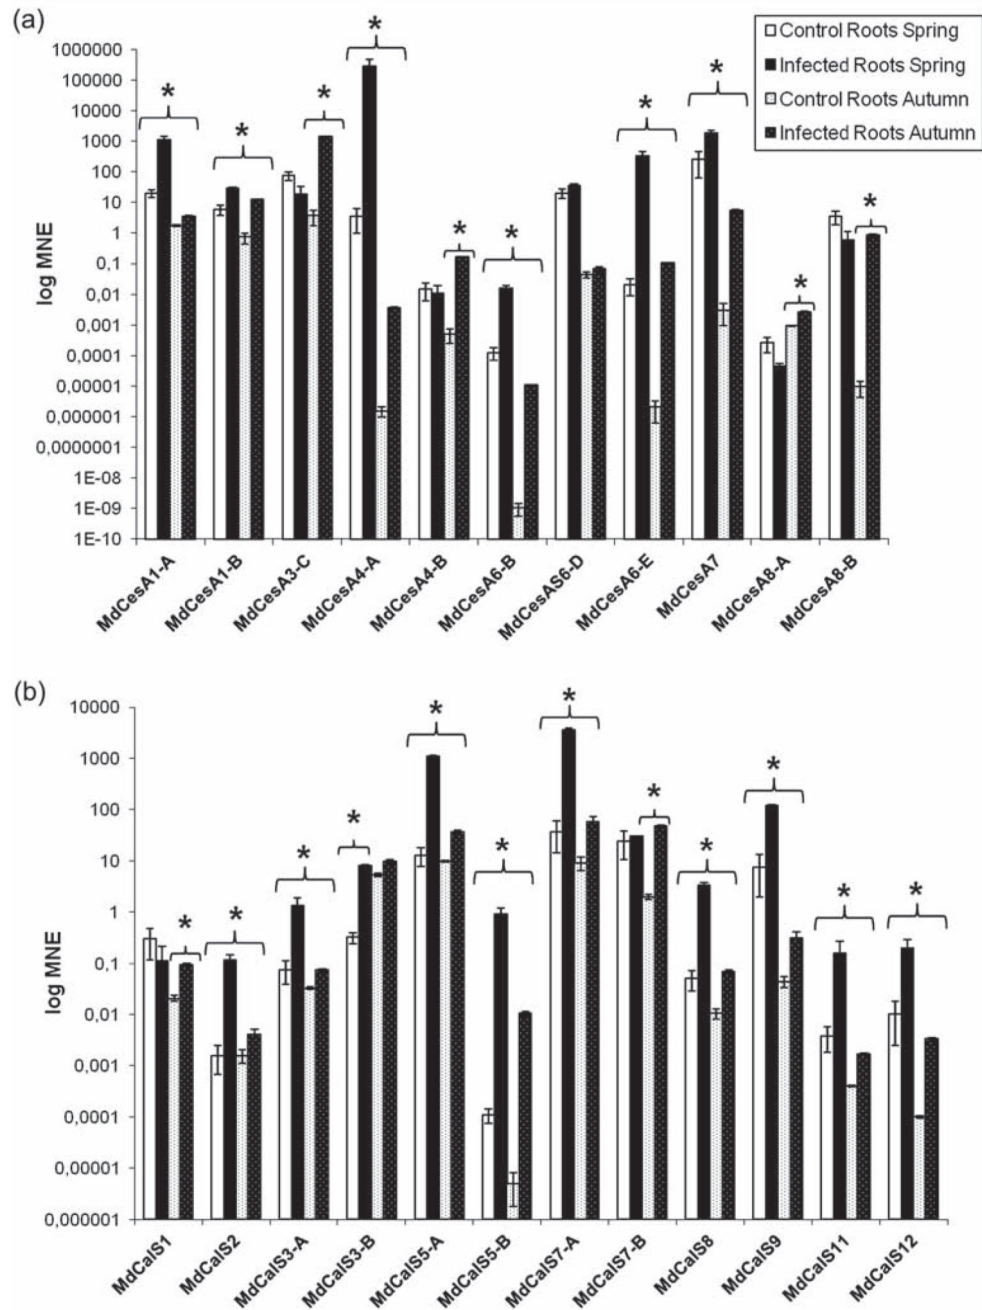 (a)
Control Roots Spring
Infected Roots Spring
Control Roots Autumn
Infected Roots Autumn
log MNE
1000000
100000
10000
1000
100
10
1
0,1
0,01
0,001
0,0001
0,00001
0,000001
0,0000001
1E-08
1E-09
1E-10
* * * * * * * * * *
MdCesA1-A
MdCesA1-B
MdCesA3-C
MdCesA4-A
MdCesA4-B
MdCesA6-B
MdCesAS6-D
MdCesA6-E
MdCesA7
MdCesA8-A
MdCesA8-B
(b)
log MNE
10000
1000
100
10
1
0,1
0,01
0,001
0,0001
0,00001
0,000001
* * * * * * * * * * * *
MdCalS1
MdCalS2
MdCalS3-A
MdCalS3-B
MdCalS5-A
MdCalS5-B
MdCalS7-A
MdCalS7-B
MdCalS8
MdCalS9
MdCalS11
MdCalS12